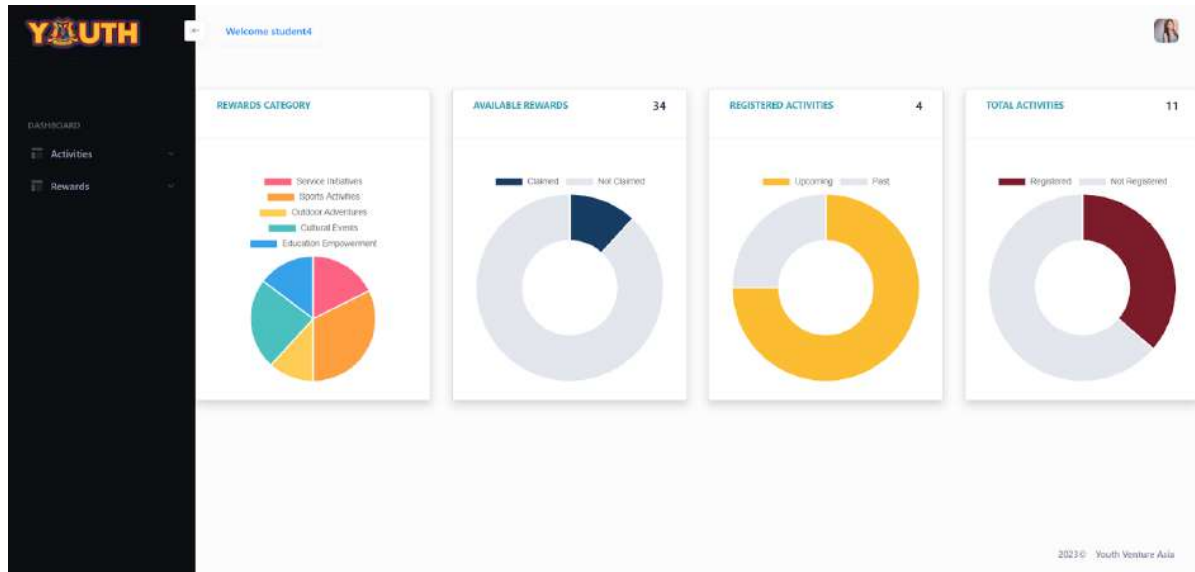 YOUTH
Welcome student4
DASHBOARD
Activities
Rewards
REWARDS CATEGORY
Service Initiatives
Sports Activities
Outdoor Adventures
Cultural Events
Education Empowerment
AVAILABLE REWARDS 34
Claimed Not Claimed
REGISTERED ACTIVITIES 4
Upcoming Past
TOTAL ACTIVITIES 11
Registered Not Registered
2023© Youth Venture Asia